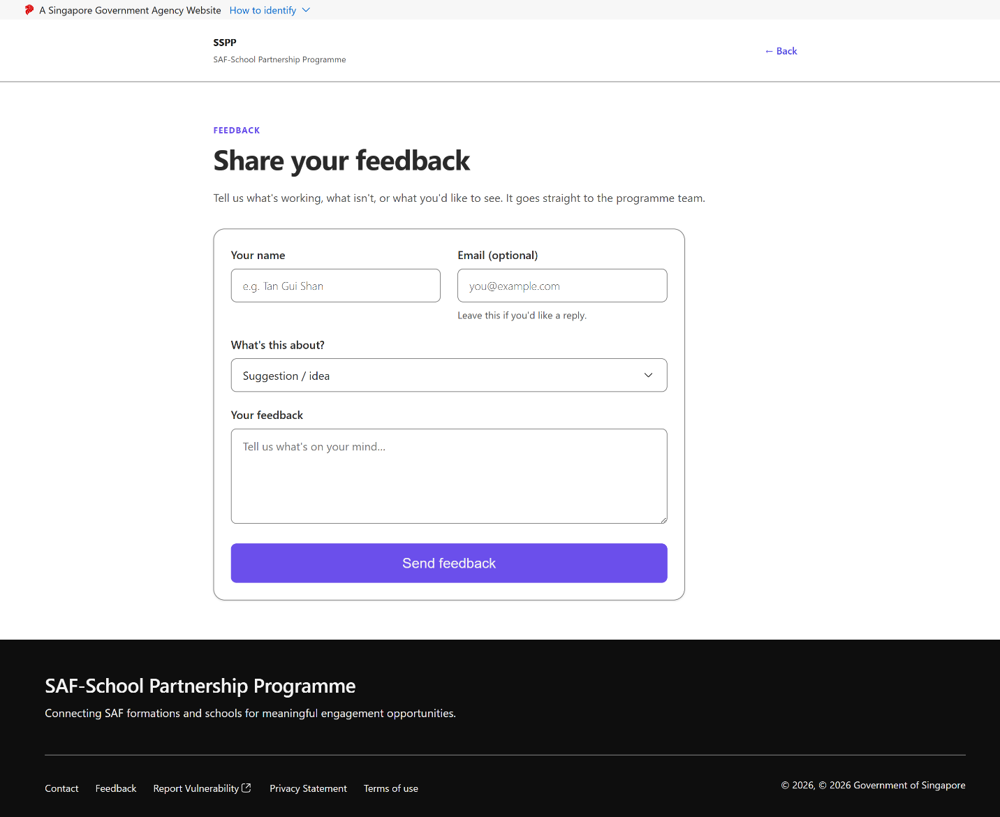 A Singapore Government Agency Website How to identify
SSPP
SAF-School Partnership Programme
← Back
FEEDBACK
Share your feedback
Tell us what's working, what isn't, or what you'd like to see. It goes straight to the programme team.
Your name
e.g. Tan Gui Shan
Email (optional)
you@example.com
Leave this if you'd like a reply.
What's this about?
Suggestion / idea
Your feedback
Tell us what's on your mind...
Send feedback
SAF-School Partnership Programme
Connecting SAF formations and schools for meaningful engagement opportunities.
Contact Feedback Report Vulnerability Privacy Statement Terms of use
© 2026, © 2026 Government of Singapore